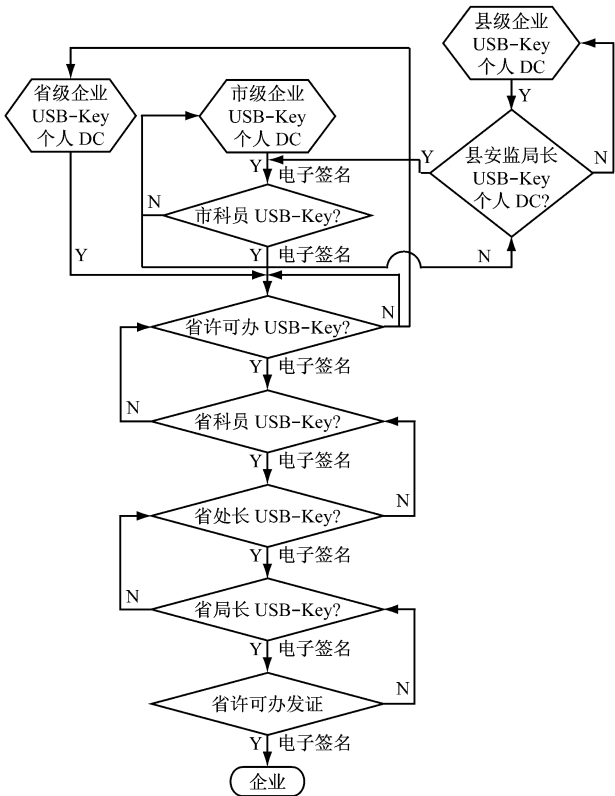 县级企业
USB-Key
个人 DC
省级企业
USB-Key
个人 DC
市级企业
USB-Key
个人 DC
Y
县安监局长
USB-Key
个人 DC?
Y
N
Y
电子签名
N
市科员 USB-Key?
Y
Y
电子签名
N
省许可办 USB-Key?
N
Y
电子签名
N
省科员 USB-Key?
Y
电子签名
N
省处长 USB-Key?
Y
电子签名
N
省局长 USB-Key?
Y
电子签名
N
省许可办发证
Y
电子签名
企业